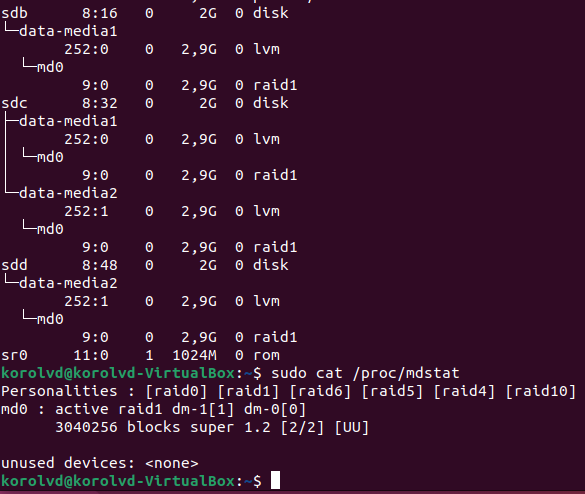 sdb      8:16   0     2G  0 disk
└─data-media1
       252:0    0   2,9G  0 lvm
  └─md0
         9:0    0   2,9G  0 raid1
sdc      8:32   0     2G  0 disk
├─data-media1
│      252:0    0   2,9G  0 lvm
│ └─md0
│        9:0    0   2,9G  0 raid1
└─data-media2
       252:1    0   2,9G  0 lvm
  └─md0
         9:0    0   2,9G  0 raid1
sdd      8:48   0     2G  0 disk
└─data-media2
       252:1    0   2,9G  0 lvm
  └─md0
         9:0    0   2,9G  0 raid1
sr0     11:0    1  1024M  0 rom
korolvd@korolvd-VirtualBox:~$ sudo cat /proc/mdstat
Personalities : [raid0] [raid1] [raid6] [raid5] [raid4] [raid10]
md0 : active raid1 dm-1[1] dm-0[0]
      3040256 blocks super 1.2 [2/2] [UU]

unused devices: <none>
korolvd@korolvd-VirtualBox:~$